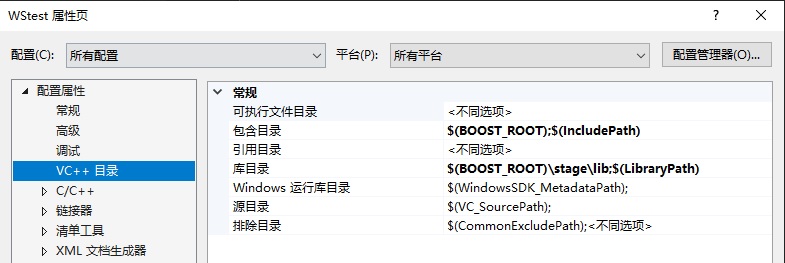 WStest 属性页
? ×
配置(C): 所有配置 平台(P): 所有平台 配置管理器(O)...
配置属性
常规
高级
调试
VC++ 目录
C/C++
链接器
清单工具
XML 文档生成器
常规
可执行文件目录 <不同选项>
包含目录 $(BOOST_ROOT);$(IncludePath)
引用目录 <不同选项>
库目录 $(BOOST_ROOT)\stage\lib;$(LibraryPath)
Windows 运行库目录 $(WindowsSDK_MetadataPath);
源目录 $(VC_SourcePath);
排除目录 $(CommonExcludePath);<不同选项>